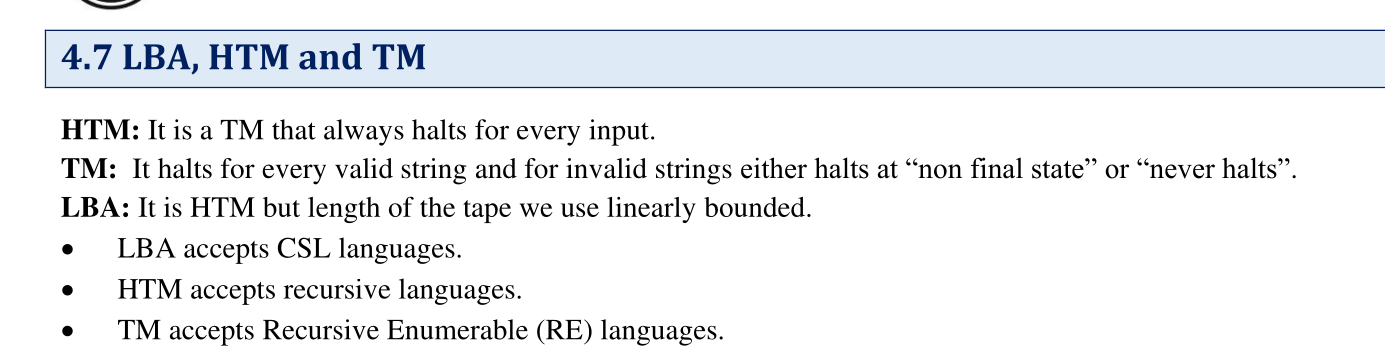 4.7 LBA, HTM and TM
HTM: It is a TM that always halts for every input.
TM: It halts for every valid string and for invalid strings either halts at “non final state” or “never halts”.
LBA: It is HTM but length of the tape we use linearly bounded.
• LBA accepts CSL languages.
• HTM accepts recursive languages.
• TM accepts Recursive Enumerable (RE) languages.